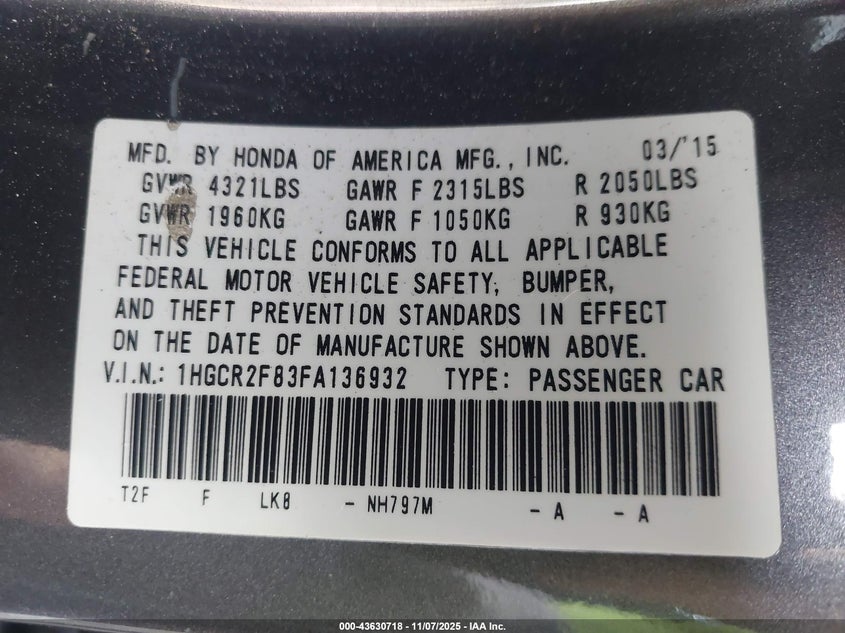 MFD. BY HONDA OF AMERICA MFG., INC. 03/'15
GVWR 4321LBS GAWR F 2315LBS R 2050LBS
GVWR 1960KG GAWR F 1050KG R 930KG
THIS VEHICLE CONFORMS TO ALL APPLICABLE
FEDERAL MOTOR VEHICLE SAFETY, BUMPER,
AND THEFT PREVENTION STANDARDS IN EFFECT
ON THE DATE OF MANUFACTURE SHOWN ABOVE.
V.I.N.: 1HGCR2F83FA136932 TYPE: PASSENGER CAR
T2F F LK8 - NH797M - A - A
000-43630718 - 11/07/2025 - IAA Inc.